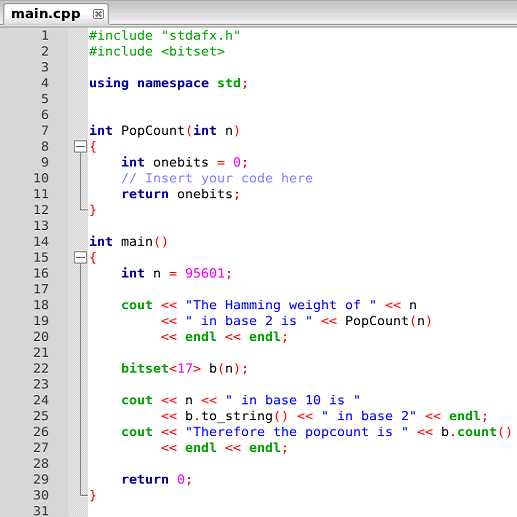 main.cpp
1 #include "stdafx.h"
2 #include <bitset>
3
4 using namespace std;
5
6
7 int PopCount(int n)
8 {
9     int onebits = 0;
10     // Insert your code here
11     return onebits;
12 }
13
14 int main()
15 {
16     int n = 95601;
17
18     cout << "The Hamming weight of " << n
19          << " in base 2 is " << PopCount(n)
20          << endl << endl;
21
22     bitset<17> b(n);
23
24     cout << n << " in base 10 is "
25          << b.to_string() << " in base 2" << endl;
26     cout << "Therefore the popcount is " << b.count()
27          << endl << endl;
28
29     return 0;
30 }
31